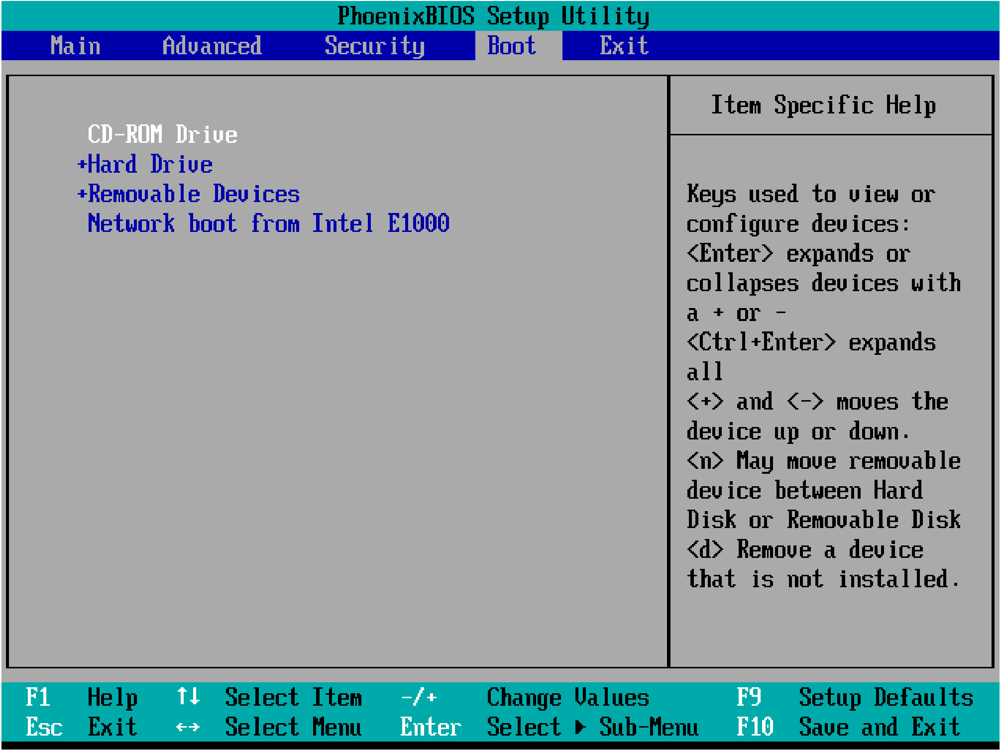 PhoenixBIOS Setup Utility
Main Advanced Security Boot Exit
CD-ROM Drive
+Hard Drive
+Removable Devices
Network boot from Intel E1000
Item Specific Help
Keys used to view or
configure devices:
<Enter> expands or
collapses devices with
a + or -
<Ctrl+Enter> expands
all
<+> and <-> moves the
device up or down.
<n> May move removable
device between Hard
Disk or Removable Disk
<d> Remove a device
that is not installed.
F1 Help ↑↓ Select Item -/+ Change Values F9 Setup Defaults
Esc Exit ↔ Select Menu Enter Select ▶ Sub-Menu F10 Save and Exit